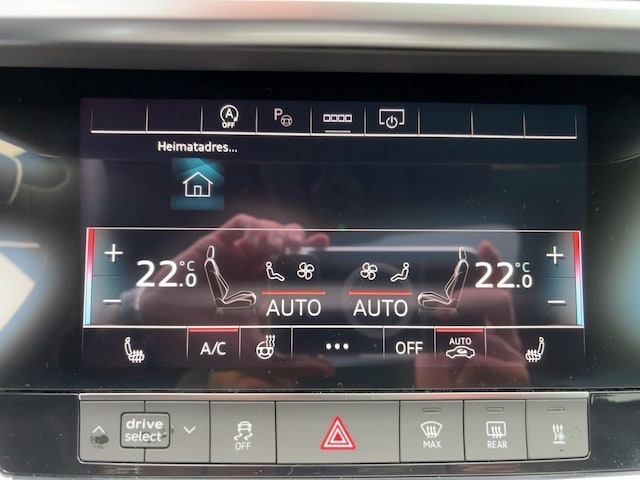 A
OFF
P
Heimatadres...
22.0 °C
AUTO
AUTO
22.0 °C
A/C
OFF
AUTO
drive
select
OFF
MAX
REAR